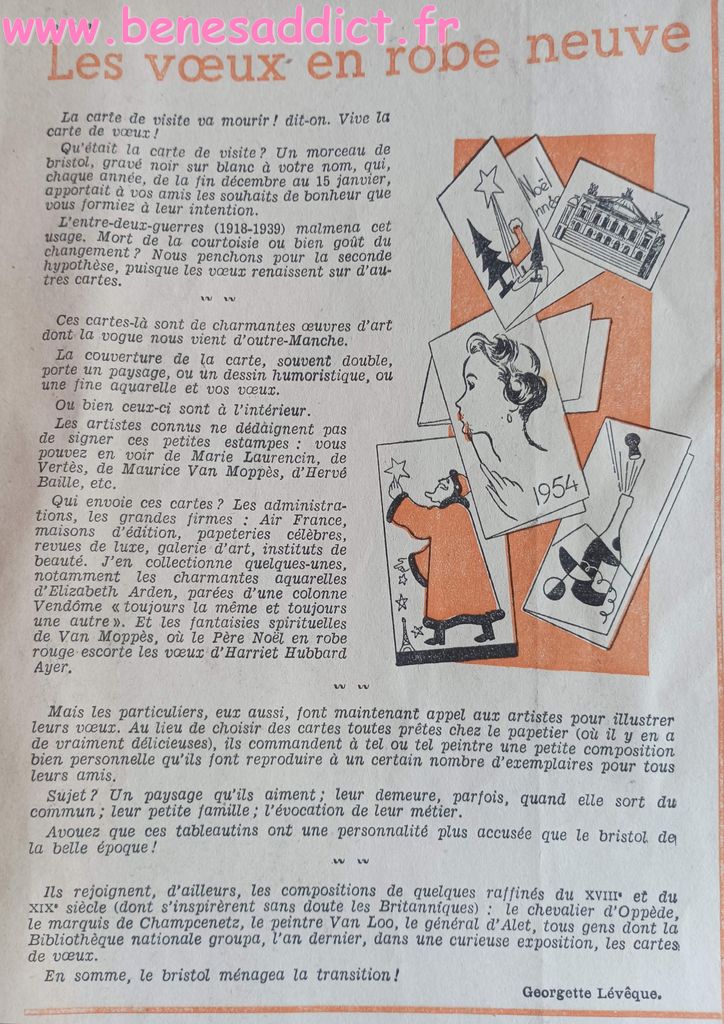 www.benesaddict.fr
Les vœux en robe neuve
La carte de visite va mourir! dit-on. Vive la
carte de vœux!
Qu'était la carte de visite? Un morceau de
bristol, gravé noir sur blanc à votre nom, qui,
chaque année, de la fin décembre au 15 janvier,
apportait à vos amis les souhaits de bonheur que
vous formiez à leur intention.
L'entre-deux-guerres (1918-1939) malmena cet
usage. Mort de la courtoisie ou bien goût du
changement? Nous penchons pour la seconde
hypothèse, puisque les vœux renaissent sur d'au-
tres cartes.
Ces cartes-là sont de charmantes œuvres d'art
dont la vogue nous vient d'outre-Manche.
La couverture de la carte, souvent double,
porte un paysage, ou un dessin humoristique, ou
une fine aquarelle et vos vœux.
Ou bien ceux-ci sont à l'intérieur.
Les artistes connus ne dédaignent pas
de signer ces petites estampes : vous
pouvez en voir de Marie Laurencin, de
Vertès, de Maurice Van Moppès, d'Hervé
Baille, etc.
Qui envoie ces cartes? Les administra-
tions, les grandes firmes : Air France,
maisons d'édition, papeteries célèbres,
revues de luxe, galerie d'art, instituts de
beauté. J'en collectionne quelques-unes,
notamment les charmantes aquarelles
d'Elizabeth Arden, parées d'une colonne
Vendôme « toujours la même et toujours
une autre ». Et les fantaisies spirituelles
de Van Moppès, où le Père Noël en robe
rouge escorte les vœux d'Harriet Hubbard
Ayer.
Noël
1954
Mais les particuliers, eux aussi, font maintenant appel aux artistes pour illustrer
leurs vœux. Au lieu de choisir des cartes toutes prêtes chez le papetier (où il y en a
de vraiment délicieuses), ils commandent à tel ou tel peintre une petite composition
bien personnelle qu'ils font reproduire à un certain nombre d'exemplaires pour tous
leurs amis.
Sujet? Un paysage qu'ils aiment; leur demeure, parfois, quand elle sort du
commun; leur petite famille; l'évocation de leur métier.
Avouez que ces tableautins ont une personnalité plus accusée que le bristol de
la belle époque!
Ils rejoignent, d'ailleurs, les compositions de quelques raffinés du XVIIIe et du
XIXe siècle (dont s'inspirèrent sans doute les Britanniques) : le chevalier d'Oppède,
le marquis de Champcenetz, le peintre Van Loo, le général d'Alet, tous gens dont la
Bibliothèque nationale groupa, l'an dernier, dans une curieuse exposition, les cartes
de vœux.
En somme, le bristol ménagea la transition!
Georgette Lévêque.